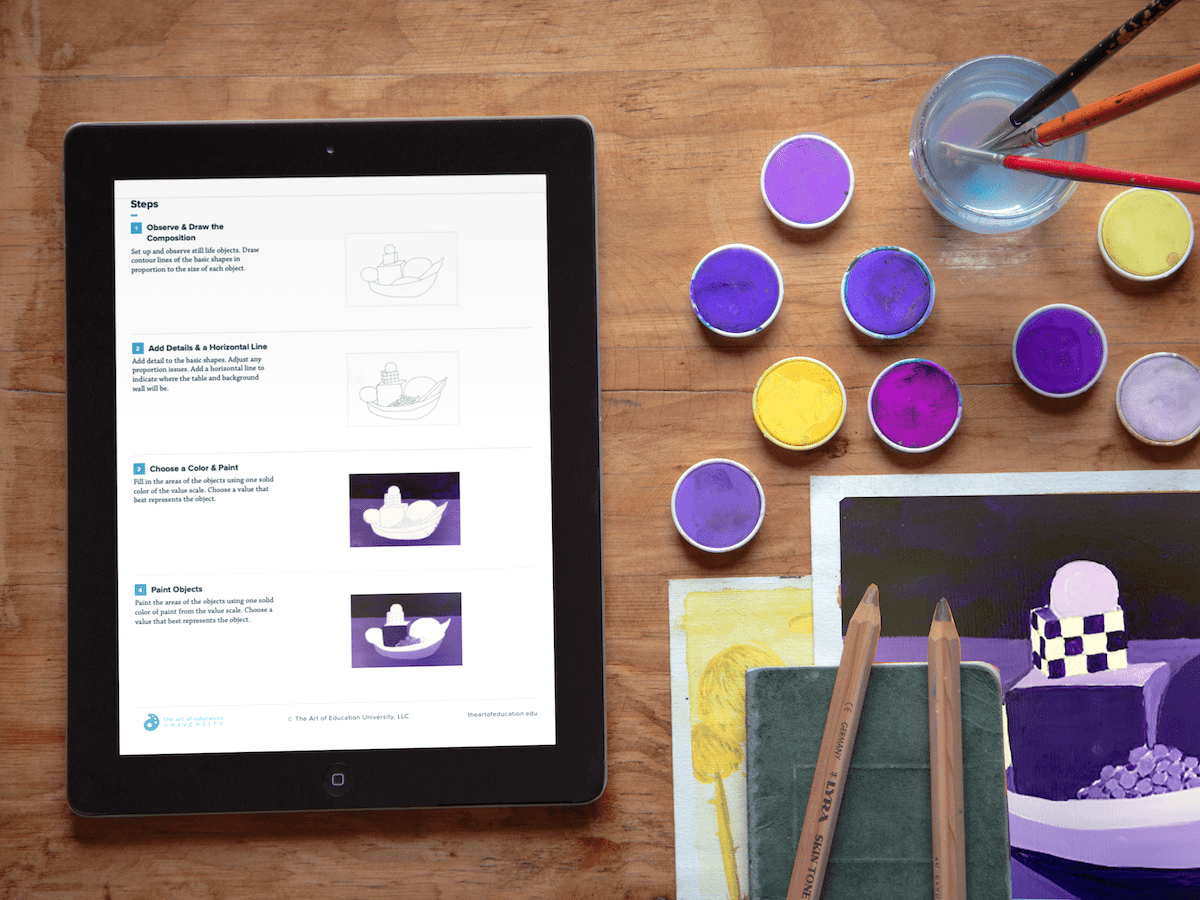 Steps
1 Observe & Draw the
Composition
Set up and observe still life objects. Draw
contour lines of the basic shapes in
proportion to the size of each object.
2 Add Details & a Horizontal Line
Add detail to the basic shapes. Adjust any
proportion issues. Add a horizontal line to
indicate where the table and background
wall will be.
3 Choose a Color & Paint
Fill in the areas of the objects using one solid
color of the value scale. Choose a value that
best represents the object.
4 Paint Objects
Paint the areas of the objects using one solid
color of paint from the value scale. Choose a
value that best represents the object.
the art of education
UNIVERSITY
© The Art of Education University, LLC
theartofeducation.edu
CE GERMANY LYRA SKIN TONE